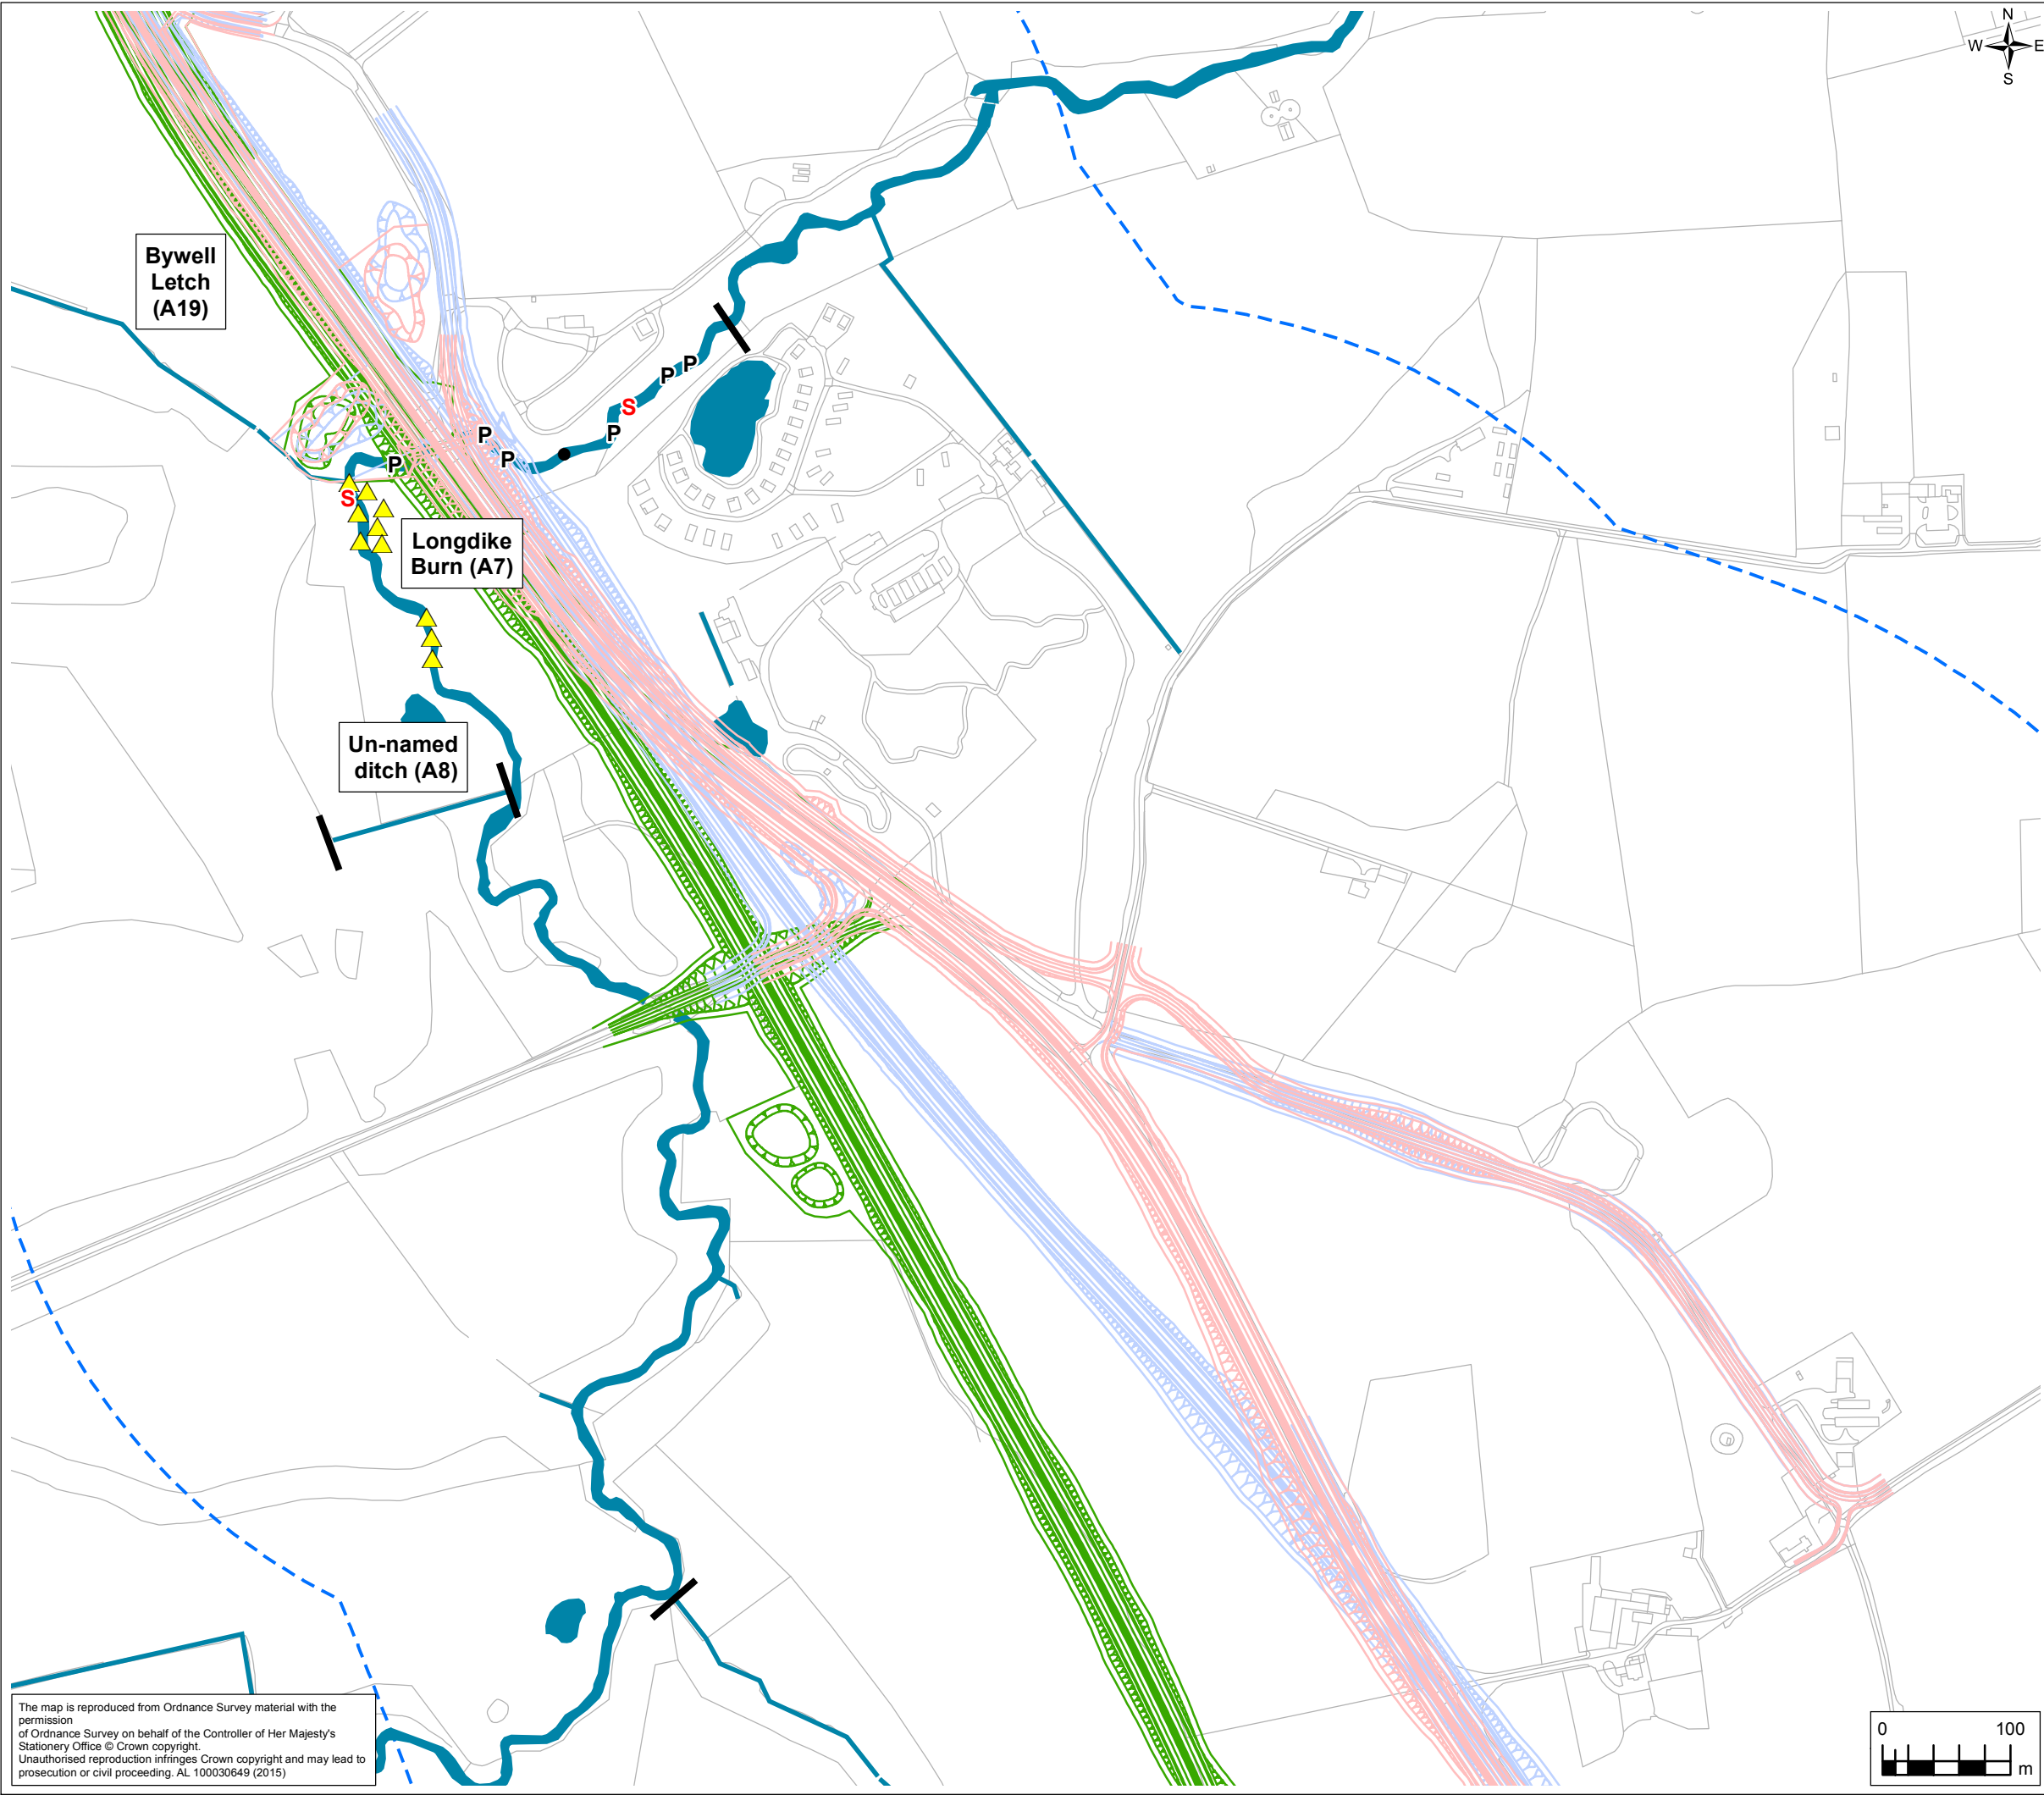 N
W E
S
Bywell
Letch
(A19)
P
P
S
P
P
P
P
S
Longdike
Burn (A7)
Un-named
ditch (A8)
The map is reproduced from Ordnance Survey material with the
permission
of Ordnance Survey on behalf of the Controller of Her Majesty's
Stationery Office © Crown copyright.
Unauthorised reproduction infringes Crown copyright and may lead to
prosecution or civil proceeding. AL 100030649 (2015)
0 100
m